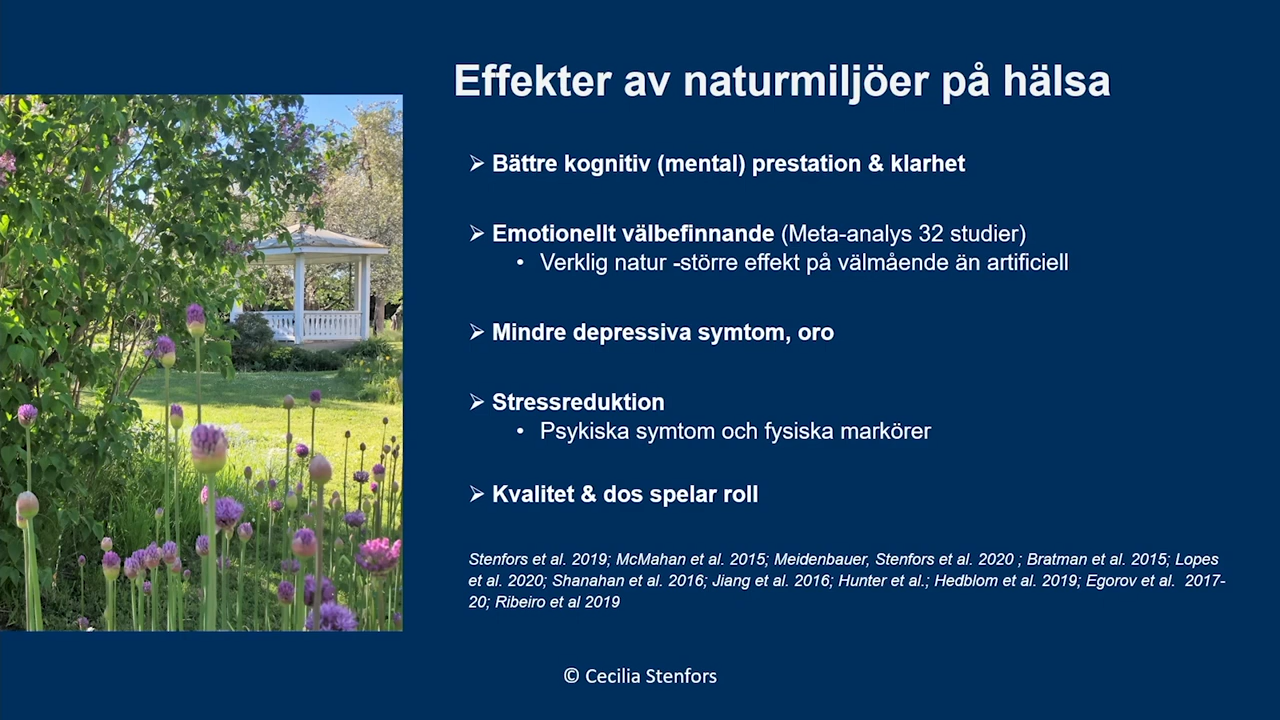 Effekter av naturmiljöer på hälsa
➢ Bättre kognitiv (mental) prestation & klarhet
➢ Emotionellt välbefinnande (Meta-analys 32 studier)
• Verklig natur -större effekt på välmående än artificiell
➢ Mindre depressiva symtom, oro
➢ Stressreduktion
• Psykiska symtom och fysiska markörer
➢ Kvalitet & dos spelar roll
Stenfors et al. 2019; McMahan et al. 2015; Meidenbauer, Stenfors et al. 2020 ; Bratman et al. 2015; Lopes
et al. 2020; Shanahan et al. 2016; Jiang et al. 2016; Hunter et al.; Hedblom et al. 2019; Egorov et al. 2017-
20; Ribeiro et al 2019
© Cecilia Stenfors